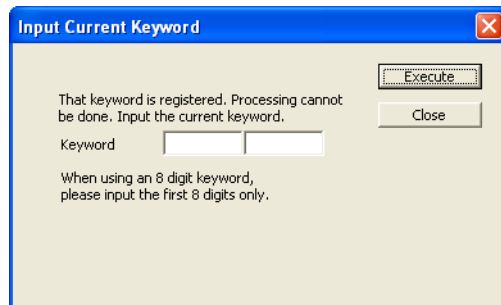 Input Current Keyword
Execute
That keyword is registered. Processing cannot
be done. Input the current keyword.
Close
Keyword
When using an 8 digit keyword,
please input the first 8 digits only.